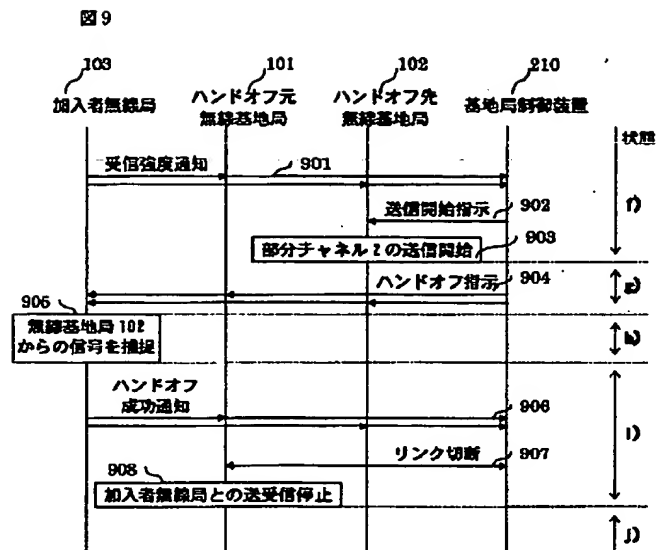 図9
103
101
102
210
加入者無線局
ハンドオフ元
無線基地局
ハンドオフ先
無線基地局
基地局制御装置
状態
受信強度通知
901
送信開始指示
902
f)
部分チャネル2の送信開始
903
ハンドオフ指示
904
g)
905
無線基地局102
からの信号を捕捉
h)
ハンドオフ
成功通知
906
i)
リンク切断
907
908
加入者無線局との送受信停止
j)